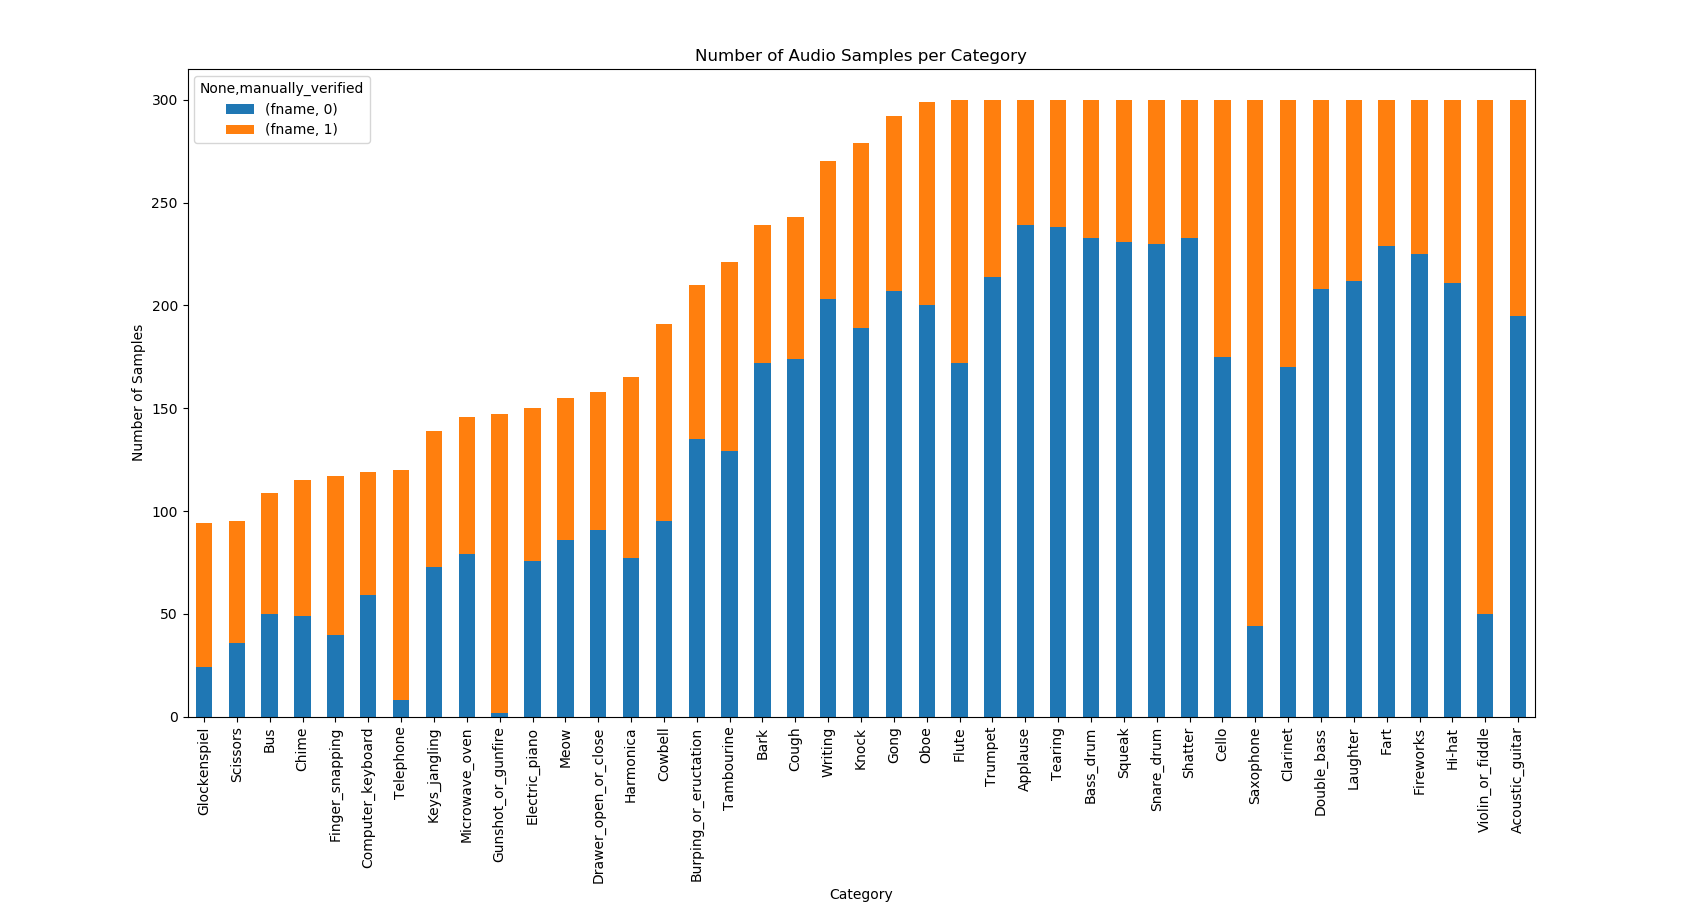 Number of Audio Samples per Category
None,manually_verified
(fname, 0)
(fname, 1)
Number of Samples
300
250
200
150
100
50
0
Glockenspiel
Scissors
Bus
Chime
Finger_snapping
Computer_keyboard
Telephone
Keys_jangling
Microwave_oven
Gunshot_or_gunfire
Electric_piano
Meow
Drawer_open_or_close
Harmonica
Cowbell
Burping_or_eructation
Tambourine
Bark
Cough
Writing
Knock
Gong
Oboe
Flute
Trumpet
Applause
Tearing
Bass_drum
Squeak
Snare_drum
Shatter
Cello
Saxophone
Clarinet
Double_bass
Laughter
Fart
Fireworks
Hi-hat
Violin_or_fiddle
Acoustic_guitar
Category